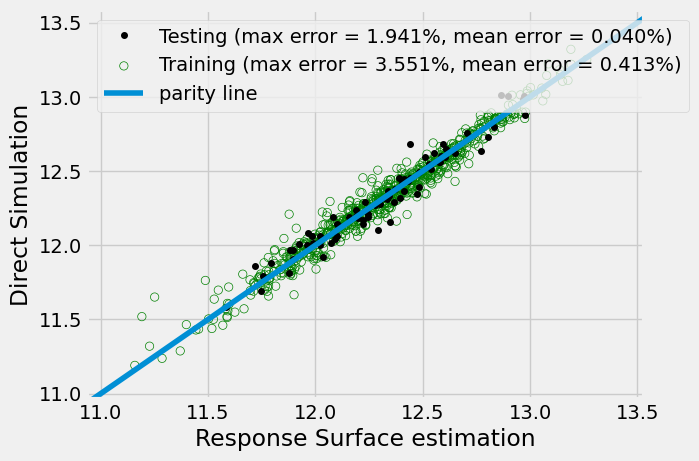 13.5
Testing (max error = 1.941%, mean error = 0.040%)
Training (max error = 3.551%, mean error = 0.413%)
parity line
13.0
12.5
12.0
11.5
11.0
Direct Simulation
11.0 11.5 12.0 12.5 13.0 13.5
Response Surface estimation